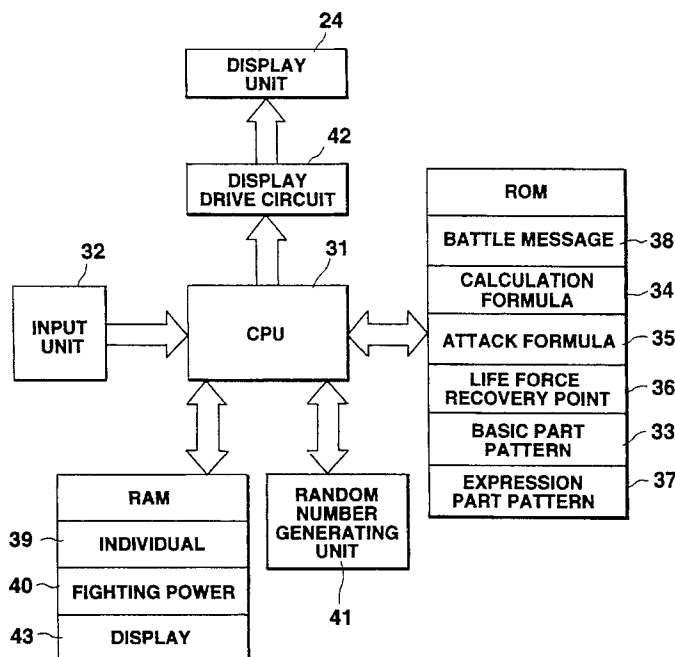 24
DISPLAY
UNIT
42
DISPLAY
DRIVE CIRCUIT
32
INPUT
UNIT
31
CPU
ROM
BATTLE MESSAGE
38
CALCULATION
FORMULA
34
ATTACK FORMULA
35
LIFE FORCE
RECOVERY POINT
36
BASIC PART
PATTERN
33
EXPRESSION
PART PATTERN
37
RAM
39
INDIVIDUAL
40
FIGHTING POWER
43
DISPLAY
RANDOM
NUMBER
GENERATING
UNIT
41